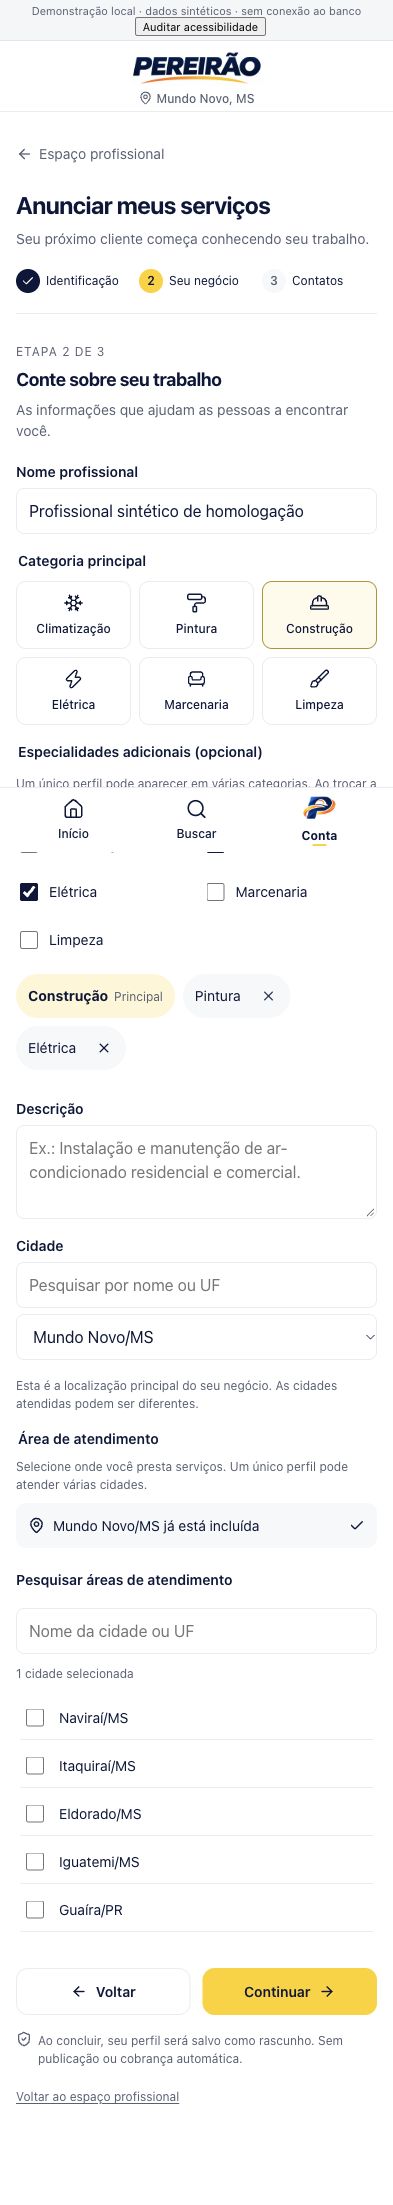 Demonstração local · dados sintéticos · sem conexão ao banco
Auditar acessibilidade
PEREIRÃO
Mundo Novo, MS
Espaço profissional
Anunciar meus serviços
Seu próximo cliente começa conhecendo seu trabalho.
Identificação 2 Seu negócio 3 Contatos
ETAPA 2 DE 3
Conte sobre seu trabalho
As informações que ajudam as pessoas a encontrar
você.
Nome profissional
Profissional sintético de homologação
Categoria principal
Climatização Pintura Construção
Elétrica Marcenaria Limpeza
Especialidades adicionais (opcional)
Um único perfil pode aparecer em várias categorias. Ao trocar a
Início Buscar Conta
Elétrica Marcenaria
Limpeza
Construção Principal Pintura
Elétrica
Descrição
Ex.: Instalação e manutenção de ar-
condicionado residencial e comercial.
Cidade
Pesquisar por nome ou UF
Mundo Novo/MS
Esta é a localização principal do seu negócio. As cidades
atendidas podem ser diferentes.
Área de atendimento
Selecione onde você presta serviços. Um único perfil pode
atender várias cidades.
Mundo Novo/MS já está incluída
Pesquisar áreas de atendimento
Nome da cidade ou UF
1 cidade selecionada
Naviraí/MS
Itaquiraí/MS
Eldorado/MS
Iguatemi/MS
Guaíra/PR
Voltar Continuar
Ao concluir, seu perfil será salvo como rascunho. Sem
publicação ou cobrança automática.
Voltar ao espaço profissional